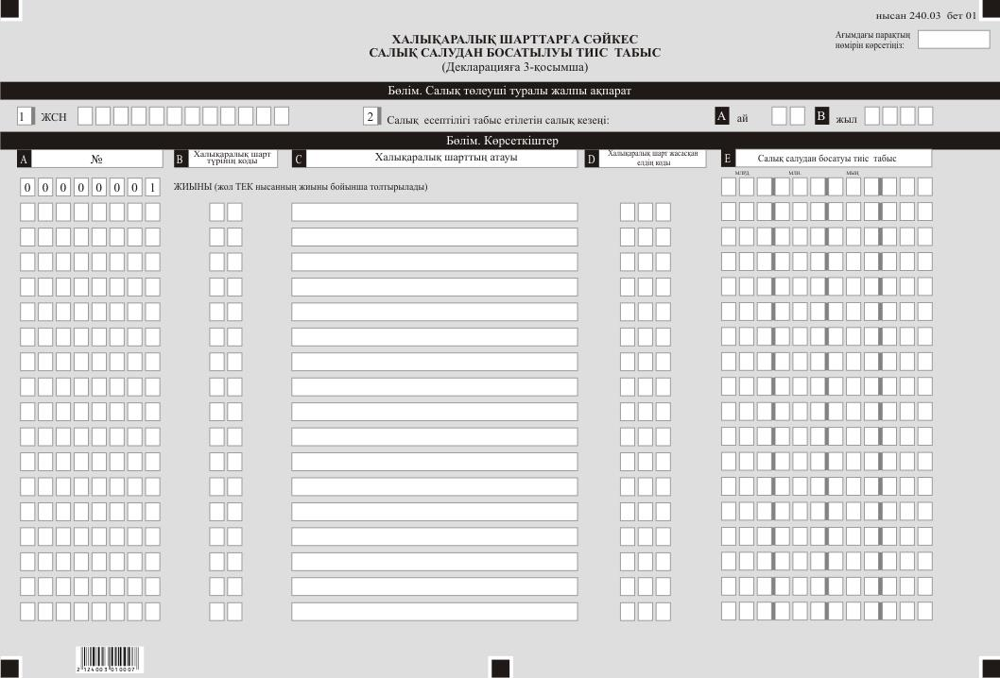 нысан 240.03 бет 01
Ағымдағы парақтың
нөмірін көрсетіңіз:
ХАЛЫҚАРАЛЫҚ ШАРТТАРҒА СӘЙКЕС
САЛЫҚ САЛУДАН БОСАТЫЛУЫ ТИІС ТАБЫС
(Декларацияға 3-қосымша)
Бөлім. Салық төлеуші туралы жалпы ақпарат
1 ЖСН 2 Салық есептілігі табыс етілетін салық кезеңі: A ай B жыл
Бөлім. Көрсеткіштер
A №
B Халықаралық шарт
түрінің коды
C Халықаралық шарттың атауы
D Халықаралық шарт жасасқан
елдің коды
E Салық салудан босатуы тиіс табыс
млрд. млн. мың
0 0 0 0 0 0 0 1 ЖИЫНЫ (жол ТЕК нысанның жиыны бойынша толтырылады)
2 124003 010007